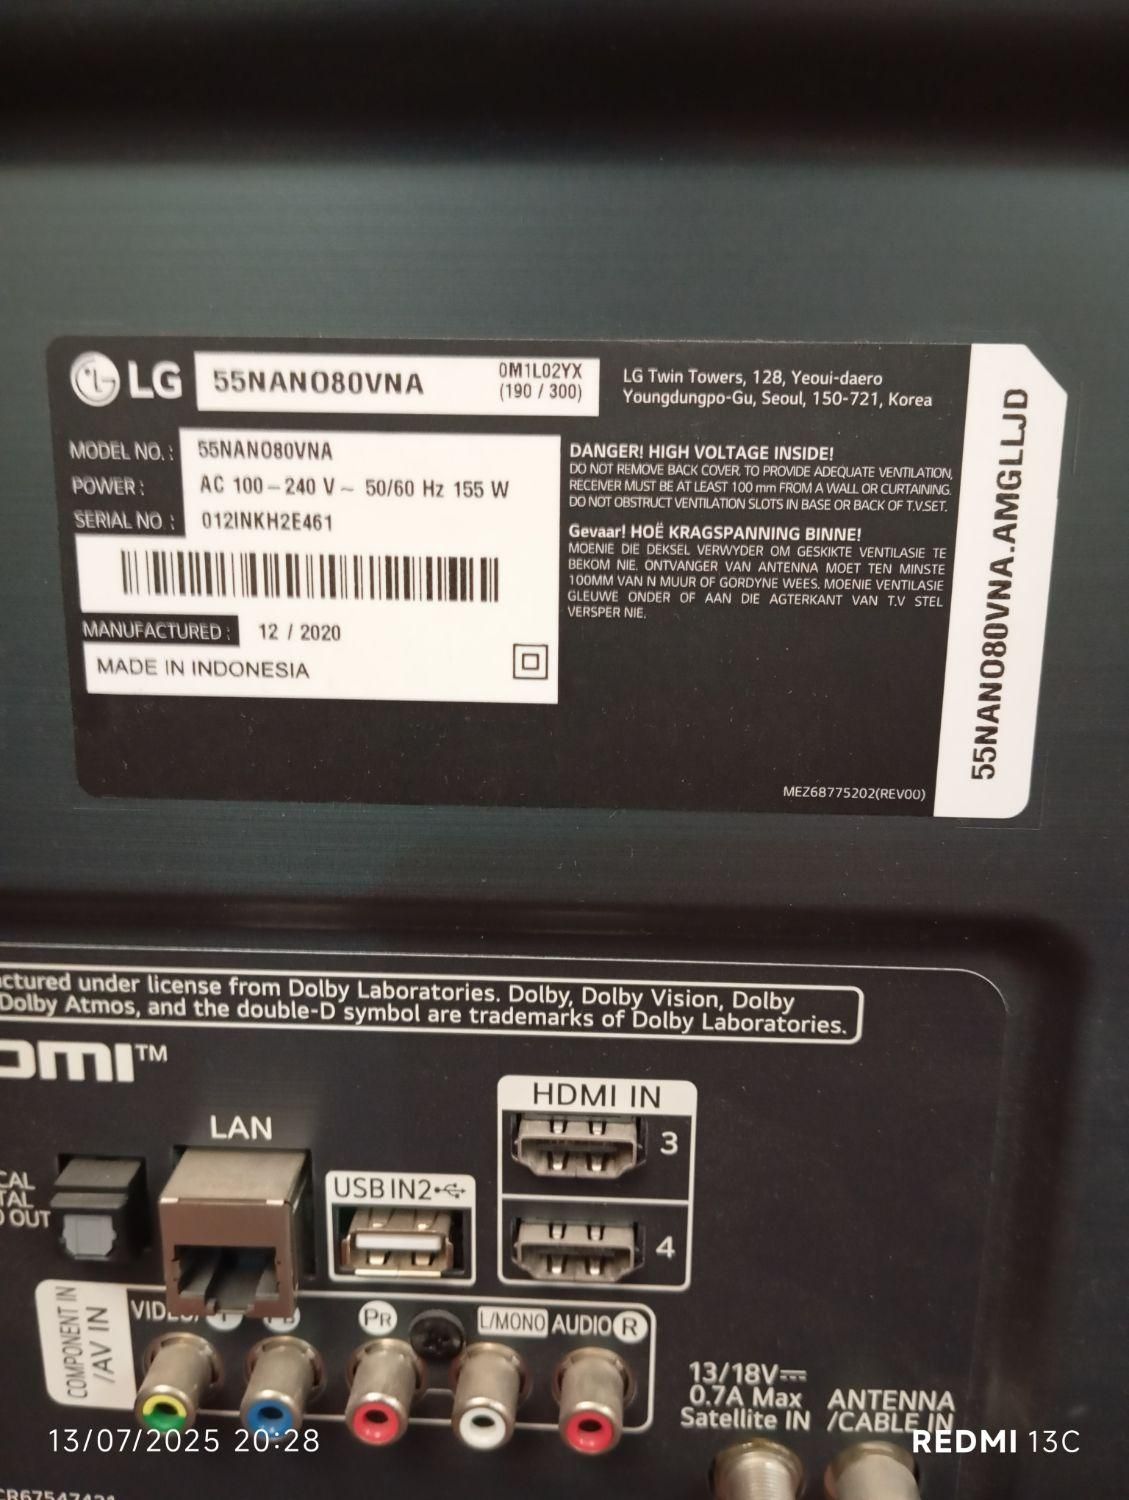 LG
55NANO80VNA
0M1L02YX
(190 / 300)
LG Twin Towers, 128, Yeoui-daero
Youngdungpo-Gu, Seoul, 150-721, Korea
MODEL NO. : 55NANO80VNA
POWER : AC 100 – 240 V ~ 50/60 Hz 155 W
SERIAL NO. : 012INKH2E461
MANUFACTURED : 12 / 2020
MADE IN INDONESIA
DANGER! HIGH VOLTAGE INSIDE!
DO NOT REMOVE BACK COVER. TO PROVIDE ADEQUATE VENTILATION,
RECEIVER MUST BE AT LEAST 100 mm FROM A WALL OR CURTAINING.
DO NOT OBSTRUCT VENTILATION SLOTS IN BASE OR BACK OF T.V.SET.
Gevaar! HOË KRAGSPANNING BINNE!
MOENIE DIE DEKSEL VERWYDER OM GESKIKTE VENTILASIE TE
BEKOM NIE. ONTVANGER VAN ANTENNA MOET TEN MINSTE
100MM VAN N MUUR OF GORDYNE WEES. MOENIE VENTILASIE
GLEUWE ONDER OF AAN DIE AGTERKANT VAN T.V STEL
VERSPER NIE.
MEZ68775202(REV00)
55NANO80VNA.AMGLLJD
ctured under license from Dolby Laboratories. Dolby, Dolby Vision, Dolby
Dolby Atmos, and the double-D symbol are trademarks of Dolby Laboratories.
HDMI™
LAN
HDMI IN
3
4
USB IN2
CAL
TAL
OUT
COMPONENT IN
/AV IN
VIDEO/
PR
L/MONO AUDIO R
13/18V
0.7A Max
Satellite IN
ANTENNA
/CABLE IN
13/07/2025 20:28
REDMI 13C